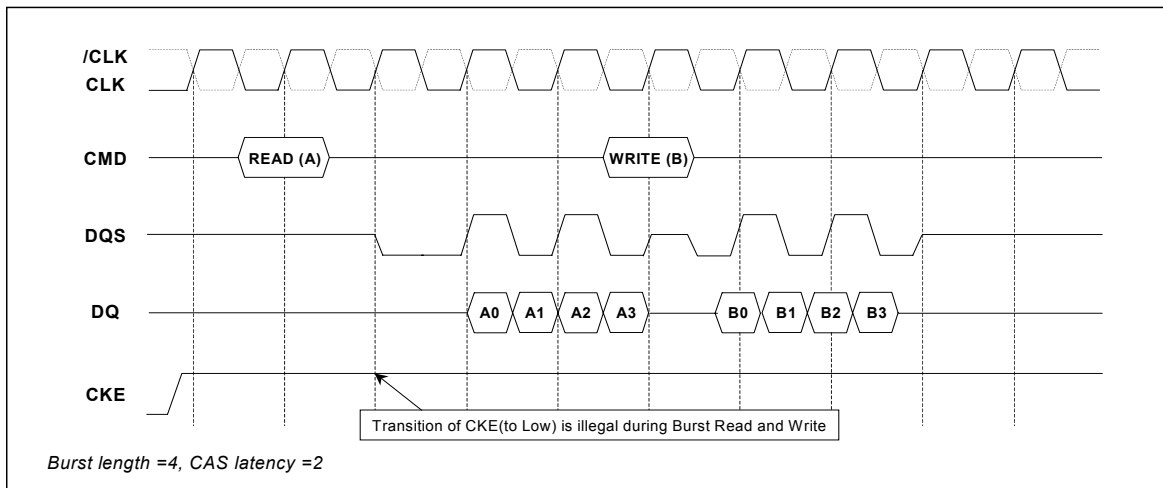 /CLK
CLK
CMD
READ (A)
WRITE (B)
DQS
DQ
A0
A1
A2
A3
B0
B1
B2
B3
CKE
Transition of CKE(to Low) is illegal during Burst Read and Write
Burst length =4, CAS latency =2